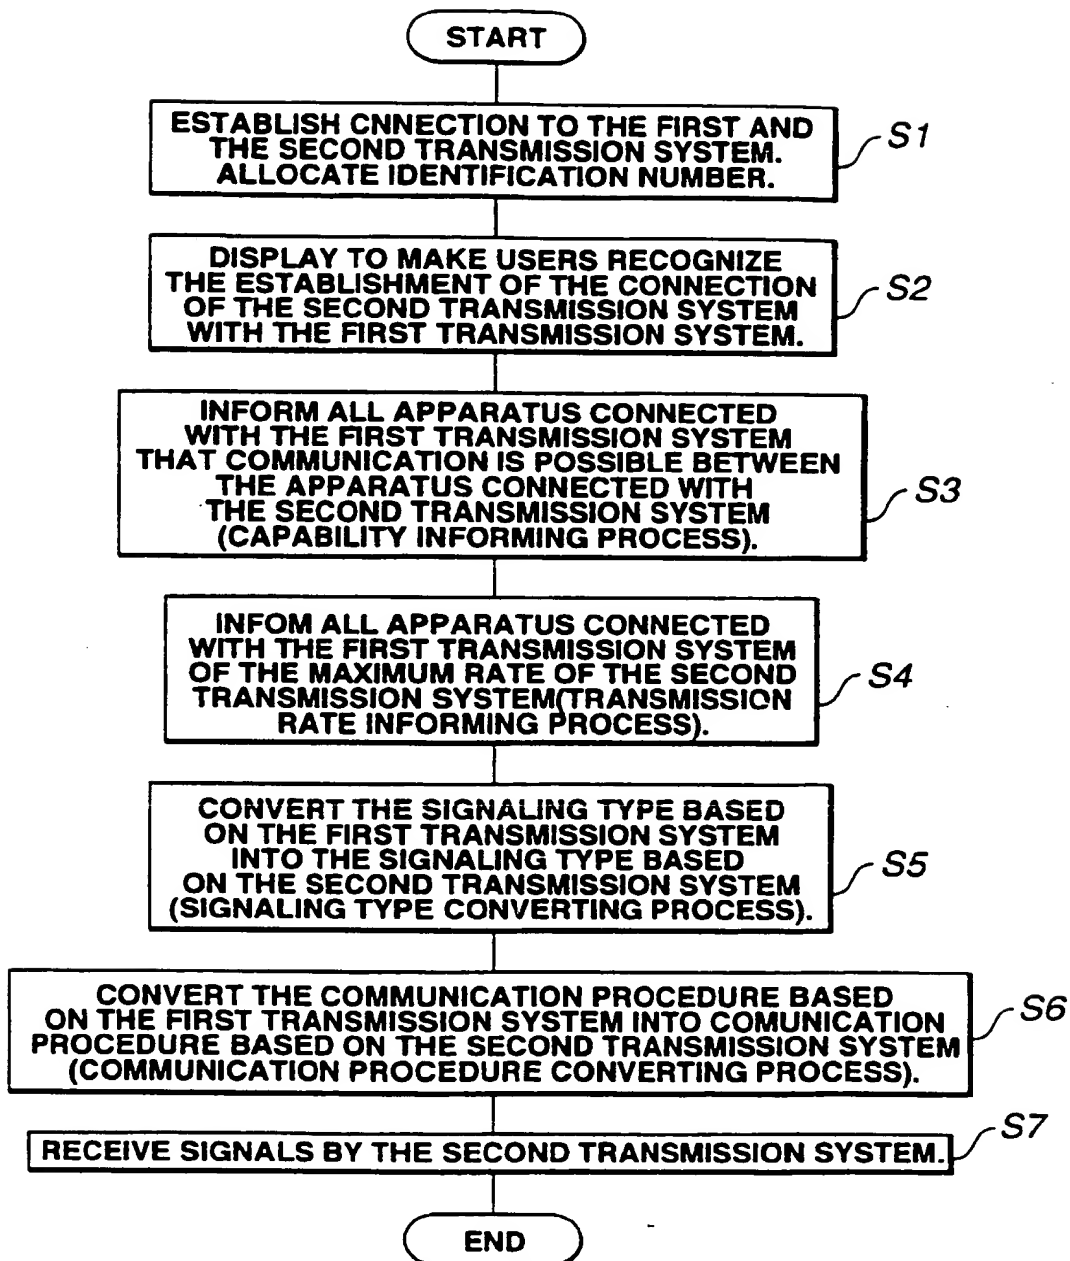 START
ESTABLISH CNNECTION TO THE FIRST AND
THE SECOND TRANSMISSION SYSTEM.
ALLOCATE IDENTIFICATION NUMBER.
S1
DISPLAY TO MAKE USERS RECOGNIZE
THE ESTABLISHMENT OF THE CONNECTION
OF THE SECOND TRANSMISSION SYSTEM
WITH THE FIRST TRANSMISSION SYSTEM.
S2
INFORM ALL APPARATUS CONNECTED
WITH THE FIRST TRANSMISSION SYSTEM
THAT COMMUNICATION IS POSSIBLE BETWEEN
THE APPARATUS CONNECTED WITH
THE SECOND TRANSMISSION SYSTEM
(CAPABILITY INFORMING PROCESS).
S3
INFOM ALL APPARATUS CONNECTED
WITH THE FIRST TRANSMISSION SYSTEM
OF THE MAXIMUM RATE OF THE SECOND
TRANSMISSION SYSTEM(TRANSMISSION
RATE INFORMING PROCESS).
S4
CONVERT THE SIGNALING TYPE BASED
ON THE FIRST TRANSMISSION SYSTEM
INTO THE SIGNALING TYPE BASED
ON THE SECOND TRANSMISSION SYSTEM
(SIGNALING TYPE CONVERTING PROCESS).
S5
CONVERT THE COMMUNICATION PROCEDURE BASED
ON THE FIRST TRANSMISSION SYSTEM INTO COMUNICATION
PROCEDURE BASED ON THE SECOND TRANSMISSION SYSTEM
(COMMUNICATION PROCEDURE CONVERTING PROCESS).
S6
RECEIVE SIGNALS BY THE SECOND TRANSMISSION SYSTEM.
S7
END